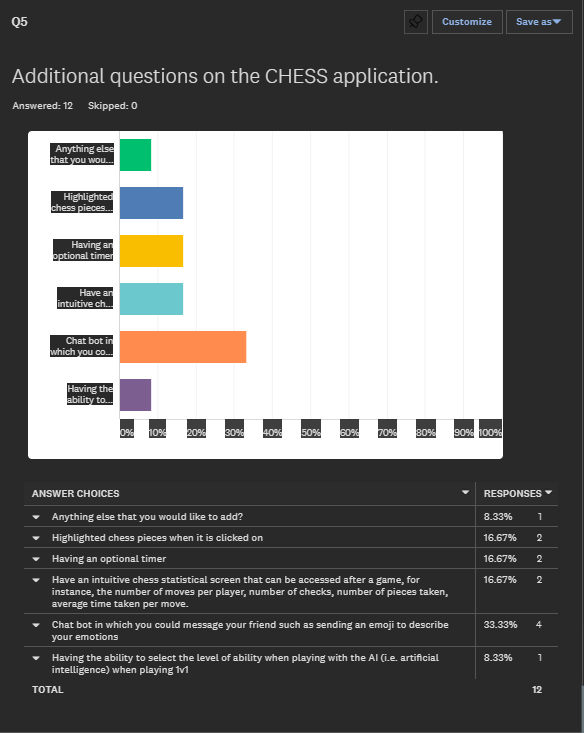 Q5
Customize
Save as
Additional questions on the CHESS application.
Answered: 12 Skipped: 0
Anything else
that you wou...
Highlighted
chess pieces...
Having an
optional timer
Have an
intuitive ch...
Chat bot in
which you co...
Having the
ability to...
0% 10% 20% 30% 40% 50% 60% 70% 80% 90% 100%
ANSWER CHOICES RESPONSES
Anything else that you would like to add? 8.33% 1
Highlighted chess pieces when it is clicked on 16.67% 2
Having an optional timer 16.67% 2
Have an intuitive chess statistical screen that can be accessed after a game, for 16.67% 2
instance, the number of moves per player, number of checks, number of pieces taken,
average time taken per move.
Chat bot in which you could message your friend such as sending an emoji to describe 33.33% 4
your emotions
Having the ability to select the level of ability when playing with the AI (i.e. artificial 8.33% 1
intelligence) when playing 1v1
TOTAL 12